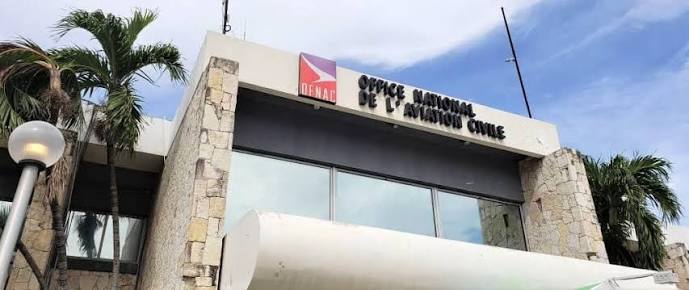 OFNAC
OFFICE NATIONAL
DE L'AVIATION CIVILE